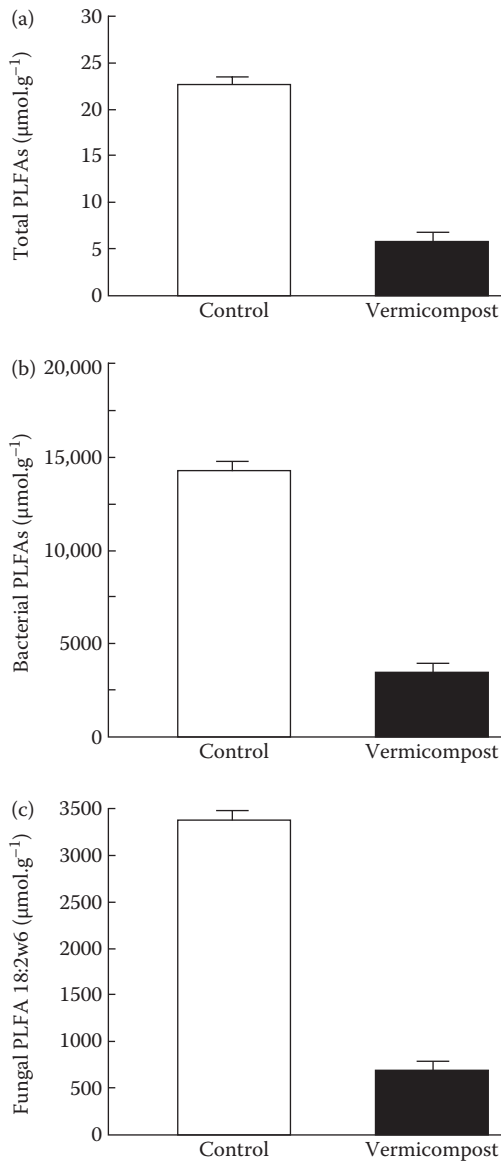 (a)
Total PLFAs (µmol.g⁻¹)
30
25
20
15
10
5
0
Control Vermicompost
(b)
Bacterial PLFAs (µmol.g⁻¹)
20,000
15,000
10,000
5000
0
Control Vermicompost
(c)
Fungal PLFA 18:2w6 (µmol.g⁻¹)
3500
3000
2500
2000
1500
1000
500
0
Control Vermicompost